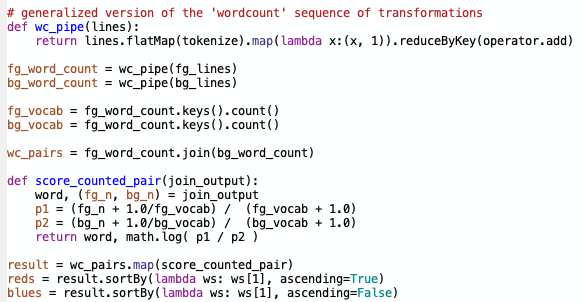 # generalized version of the 'wordcount' sequence of transformations
def wc_pipe(lines):
    return lines.flatMap(tokenize).map(lambda x:(x, 1)).reduceByKey(operator.add)

fg_word_count = wc_pipe(fg_lines)
bg_word_count = wc_pipe(bg_lines)

fg_vocab = fg_word_count.keys().count()
bg_vocab = fg_word_count.keys().count()

wc_pairs = fg_word_count.join(bg_word_count)

def score_counted_pair(join_output):
    word, (fg_n, bg_n) = join_output
    p1 = (fg_n + 1.0/fg_vocab) /  (fg_vocab + 1.0)
    p2 = (bg_n + 1.0/bg_vocab) /  (bg_vocab + 1.0)
    return word, math.log( p1 / p2 )

result = wc_pairs.map(score_counted_pair)
reds = result.sortBy(lambda ws: ws[1], ascending=True)
blues = result.sortBy(lambda ws: ws[1], ascending=False)